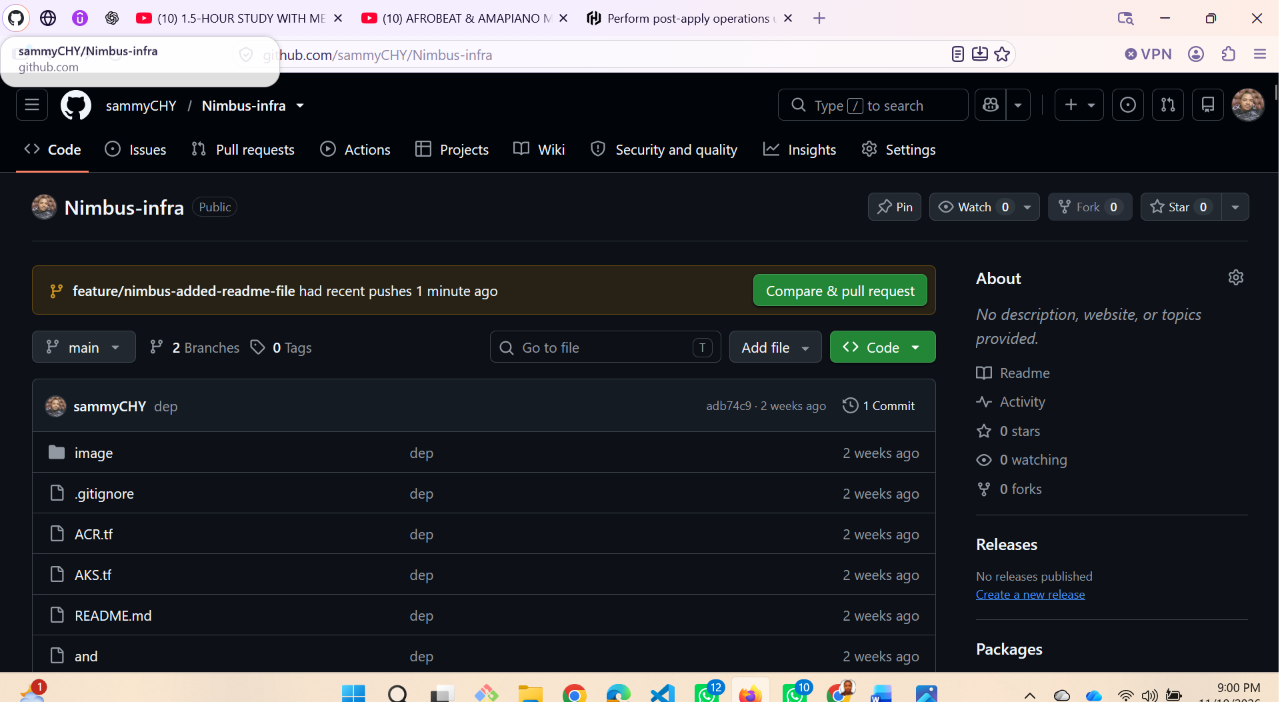 (10) 1.5-HOUR STUDY WITH ME
(10) AFROBEAT & AMAPIANO M
Perform post-apply operations
sammyCHY/Nimbus-infra
github.com
github.com/sammyCHY/Nimbus-infra
VPN
sammyCHY / Nimbus-infra
Type / to search
Code
Issues
Pull requests
Actions
Projects
Wiki
Security and quality
Insights
Settings
Nimbus-infra Public
Pin
Watch 0
Fork 0
Star 0
feature/nimbus-added-readme-file had recent pushes 1 minute ago
Compare & pull request
main
2 Branches
0 Tags
Go to file
T
Add file
Code
sammyCHY dep
adb74c9 · 2 weeks ago
1 Commit
image dep 2 weeks ago
.gitignore dep 2 weeks ago
ACR.tf dep 2 weeks ago
AKS.tf dep 2 weeks ago
README.md dep 2 weeks ago
and dep 2 weeks ago
About
No description, website, or topics
provided.
Readme
Activity
0 stars
0 watching
0 forks
Releases
No releases published
Create a new release
Packages
1
12
10
9:00 PM